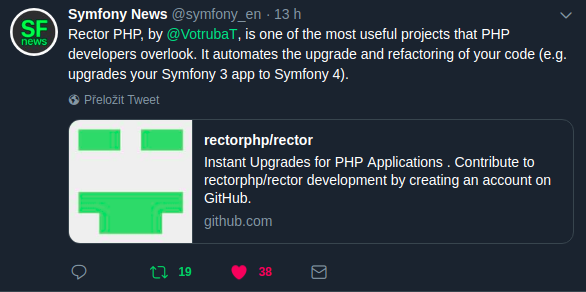 SF
news
Symfony News @symfony_en · 13 h
Rector PHP, by @VotrubaT, is one of the most useful projects that PHP
developers overlook. It automates the upgrade and refactoring of your code (e.g.
upgrades your Symfony 3 app to Symfony 4).
Přeložit Tweet
rectorphp/rector
Instant Upgrades for PHP Applications . Contribute to
rectorphp/rector development by creating an account on
GitHub.
github.com
19 38